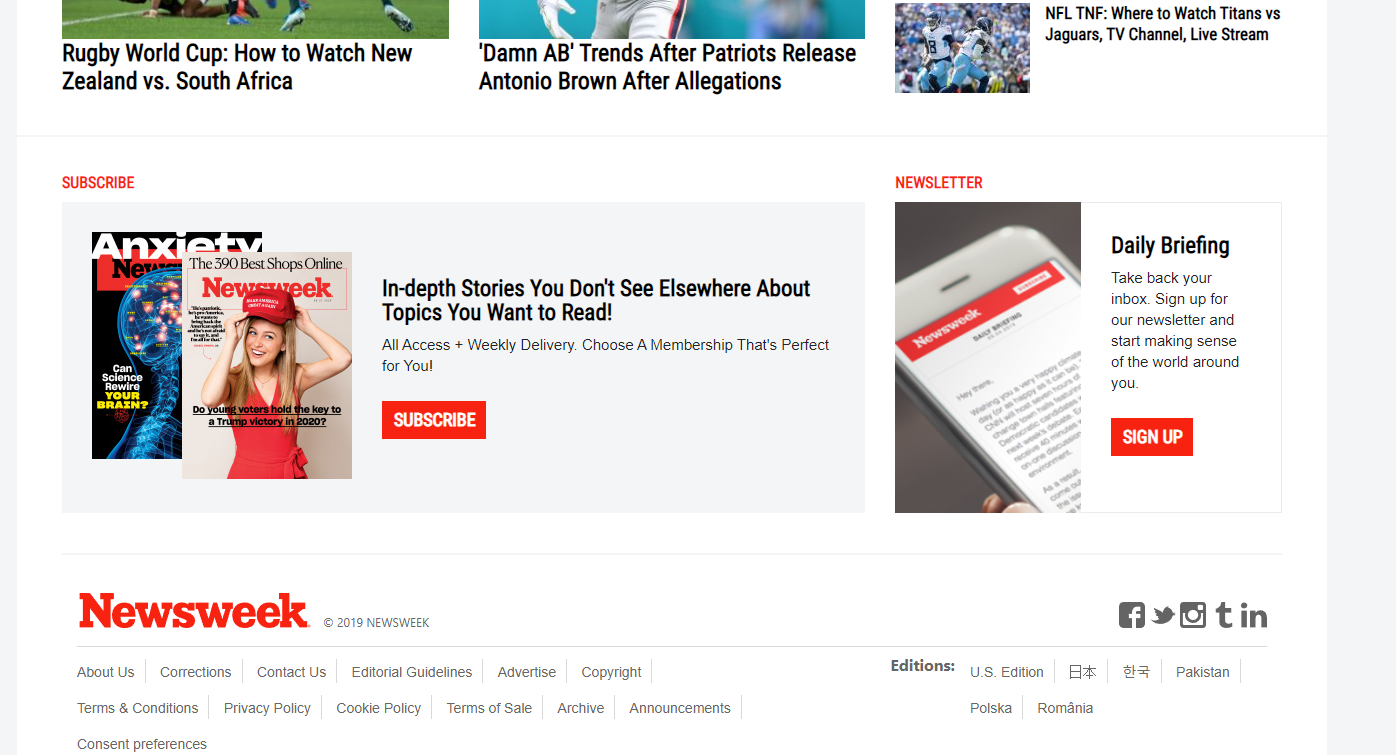 Rugby World Cup: How to Watch New
Zealand vs. South Africa
'Damn AB' Trends After Patriots Release
Antonio Brown After Allegations
NFL TNF: Where to Watch Titans vs
Jaguars, TV Channel, Live Stream
SUBSCRIBE
Anxiety
The 390 Best Shops Online
Newsweek
MAKE AMERICA
GREAT AGAIN
Can
Science
Rewire
YOUR
BRAIN?
Do young voters hold the key to
a Trump victory in 2020?
In-depth Stories You Don't See Elsewhere About
Topics You Want to Read!
All Access + Weekly Delivery. Choose A Membership That's Perfect
for You!
SUBSCRIBE
NEWSLETTER
Newsweek
SUBSCRIBE
DAILY BRIEFING
Hey there,
Daily Briefing
Take back your
inbox. Sign up for
our newsletter and
start making sense
of the world around
you.
SIGN UP
Newsweek © 2019 NEWSWEEK
About Us Corrections Contact Us Editorial Guidelines Advertise Copyright
Terms & Conditions Privacy Policy Cookie Policy Terms of Sale Archive Announcements
Consent preferences
Editions: U.S. Edition 日本 한국 Pakistan
Polska România